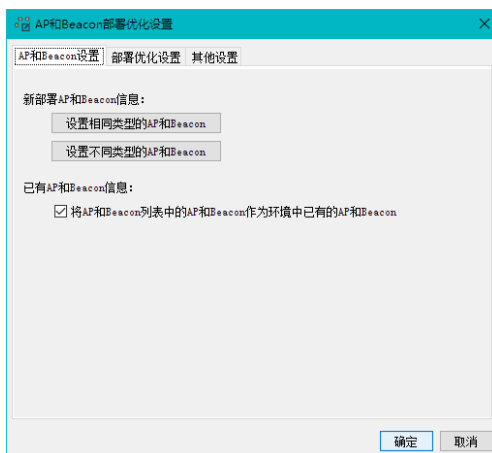 AP和Beacon部署优化设置
AP和Beacon设置 部署优化设置 其他设置
新部署AP和Beacon信息:
设置相同类型的AP和Beacon
设置不同类型的AP和Beacon
已有AP和Beacon信息:
将AP和Beacon列表中的AP和Beacon作为环境中已有的AP和Beacon
确定 取消